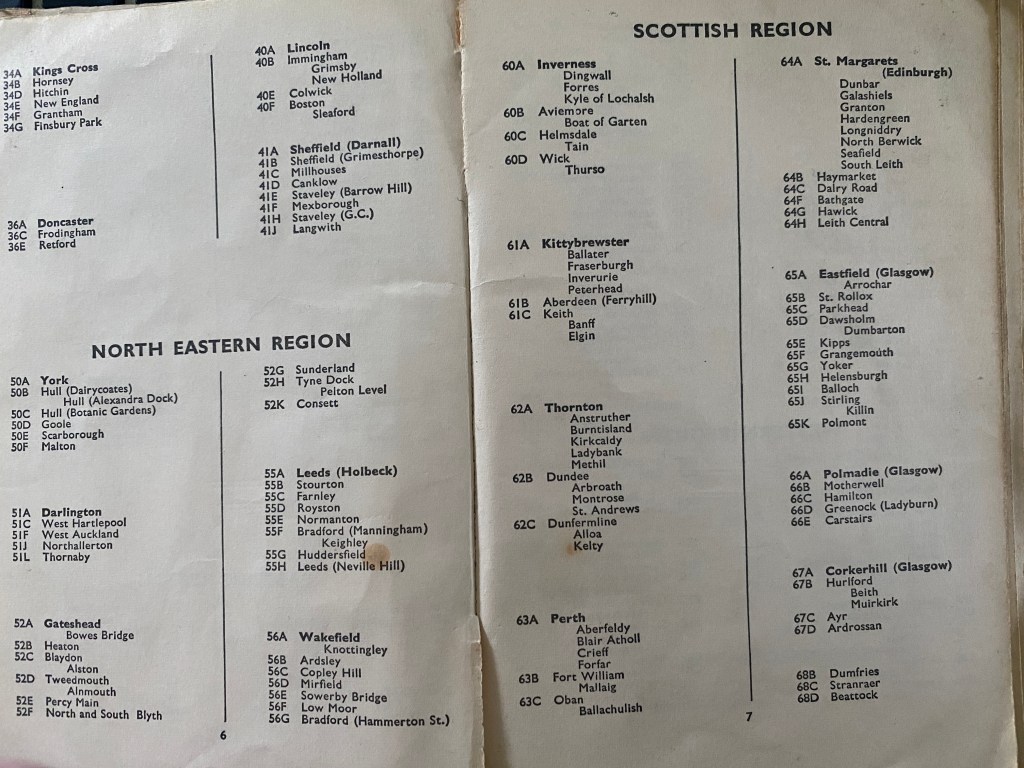 34A Kings Cross
34B Hornsey
34D Hitchin
34E New England
34F Grantham
34G Finsbury Park
36A Doncaster
36C Frodingham
36E Retford
40A Lincoln
40B Immingham
Grimsby
New Holland
40E Colwick
40F Boston
Sleaford
41A Sheffield (Darnall)
41B Sheffield (Grimesthorpe)
41C Millhouses
41D Canklow
41E Staveley (Barrow Hill)
41F Mexborough
41H Staveley (G.C.)
41J Langwith
NORTH EASTERN REGION
50A York
50B Hull (Dairycoates)
Hull (Alexandra Dock)
50C Hull (Botanic Gardens)
50D Goole
50E Scarborough
50F Malton
51A Darlington
51C West Hartlepool
51F West Auckland
51J Northallerton
51L Thornaby
52A Gateshead
Bowes Bridge
52B Heaton
52C Blaydon
Alston
52D Tweedmouth
Alnmouth
52E Percy Main
52F North and South Blyth
52G Sunderland
52H Tyne Dock
Pelton Level
52K Consett
55A Leeds (Holbeck)
55B Stourton
55C Farnley
55D Royston
55E Normanton
55F Bradford (Manningham)
Keighley
55G Huddersfield
55H Leeds (Neville Hill)
56A Wakefield
Knottingley
56B Ardsley
56C Copley Hill
56D Mirfield
56E Sowerby Bridge
56F Low Moor
56G Bradford (Hammerton St.)
6
SCOTTISH REGION
60A Inverness
Dingwall
Forres
Kyle of Lochalsh
60B Aviemore
Boat of Garten
60C Helmsdale
Tain
60D Wick
Thurso
61A Kittybrewster
Ballater
Fraserburgh
Inverurie
Peterhead
61B Aberdeen (Ferryhill)
61C Keith
Banff
Elgin
62A Thornton
Anstruther
Burntisland
Kirkcaldy
Ladybank
Methil
62B Dundee
Arbroath
Montrose
St. Andrews
62C Dunfermline
Alloa
Kelty
63A Perth
Aberfeldy
Blair Atholl
Crieff
Forfar
63B Fort William
Mallaig
63C Oban
Ballachulish
64A St. Margarets
(Edinburgh)
Dunbar
Galashiels
Granton
Hardengreen
Longniddry
North Berwick
Seafield
South Leith
64B Haymarket
64C Dalry Road
64F Bathgate
64G Hawick
64H Leith Central
65A Eastfield (Glasgow)
Arrochar
65B St. Rollox
65C Parkhead
65D Dawsholm
Dumbarton
65E Kipps
65F Grangemouth
65G Yoker
65H Helensburgh
65I Balloch
65J Stirling
Killin
65K Polmont
66A Polmadie (Glasgow)
66B Motherwell
66C Hamilton
66D Greenock (Ladyburn)
66E Carstairs
67A Corkerhill (Glasgow)
67B Hurlford
Beith
Muirkirk
67C Ayr
67D Ardrossan
68B Dumfries
68C Stranraer
68D Beattock
7